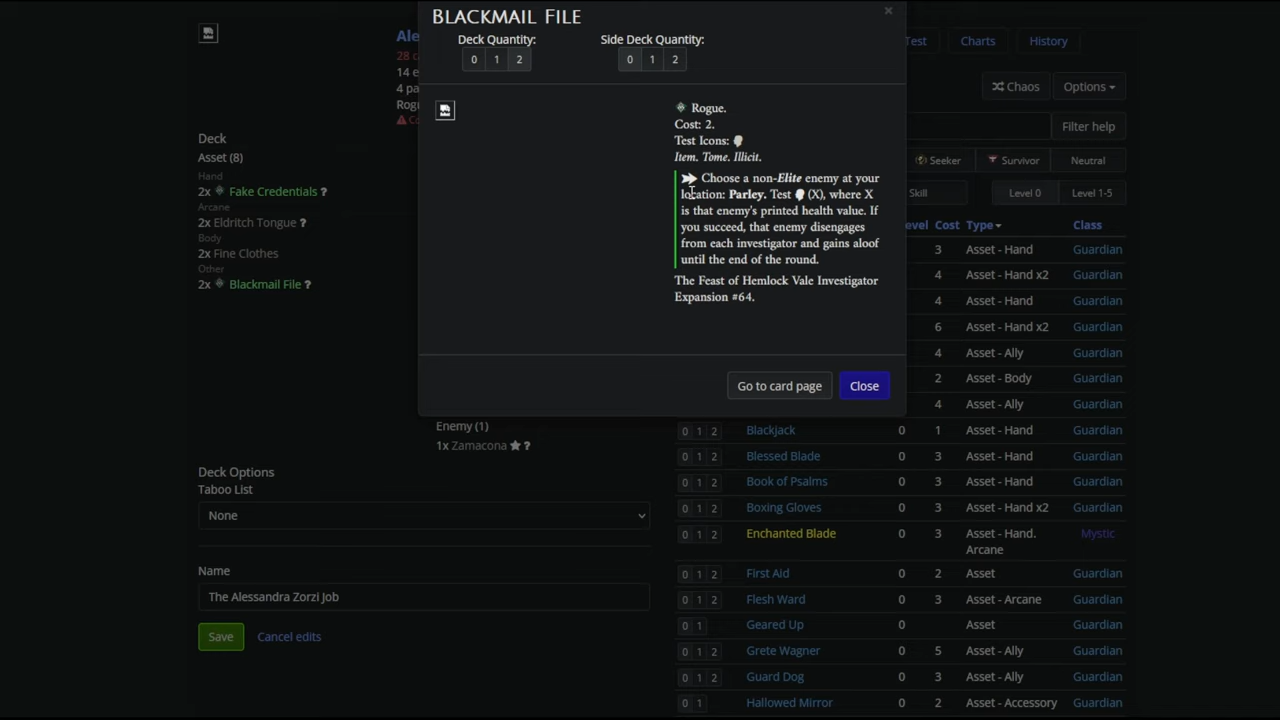 BLACKMAIL FILE
×
Deck Quantity:
0 1 2
Side Deck Quantity:
0 1 2
Rogue.
Cost: 2.
Test Icons:
Item. Tome. Illicit.
Choose a non-Elite enemy at your
location: Parley. Test (X), where X
is that enemy's printed health value. If
you succeed, that enemy disengages
from each investigator and gains aloof
until the end of the round.
The Feast of Hemlock Vale Investigator
Expansion #64.
Go to card page
Close
Ale
28 c
14 e
4 pa
Rog
Deck
Asset (8)
Hand
2x Fake Credentials ?
Arcane
2x Eldritch Tongue ?
Body
2x Fine Clothes
Other
2x Blackmail File ?
Enemy (1)
1x Zamacona ?
Deck Options
Taboo List
None
Name
The Alessandra Zorzi Job
Save Cancel edits
Test Charts History
Chaos Options
Filter help
Seeker Survivor Neutral
Skill Level 0 Level 1-5
evel Cost Type Class
3 Asset - Hand Guardian
4 Asset - Hand x2 Guardian
4 Asset - Hand Guardian
6 Asset - Hand x2 Guardian
4 Asset - Ally Guardian
2 Asset - Body Guardian
4 Asset - Ally Guardian
0 1 2 Blackjack 0 1 Asset - Hand Guardian
0 1 2 Blessed Blade 0 3 Asset - Hand Guardian
0 1 2 Book of Psalms 0 3 Asset - Hand Guardian
0 1 2 Boxing Gloves 0 3 Asset - Hand x2 Guardian
0 1 2 Enchanted Blade 0 3 Asset - Hand. Mystic
Arcane
0 1 2 First Aid 0 2 Asset Guardian
0 1 2 Flesh Ward 0 3 Asset - Arcane Guardian
0 1 Geared Up 0 Asset Guardian
0 1 2 Grete Wagner 0 5 Asset - Ally Guardian
0 1 2 Guard Dog 0 3 Asset - Ally Guardian
0 1 Hallowed Mirror 0 2 Asset - Accessory Guardian